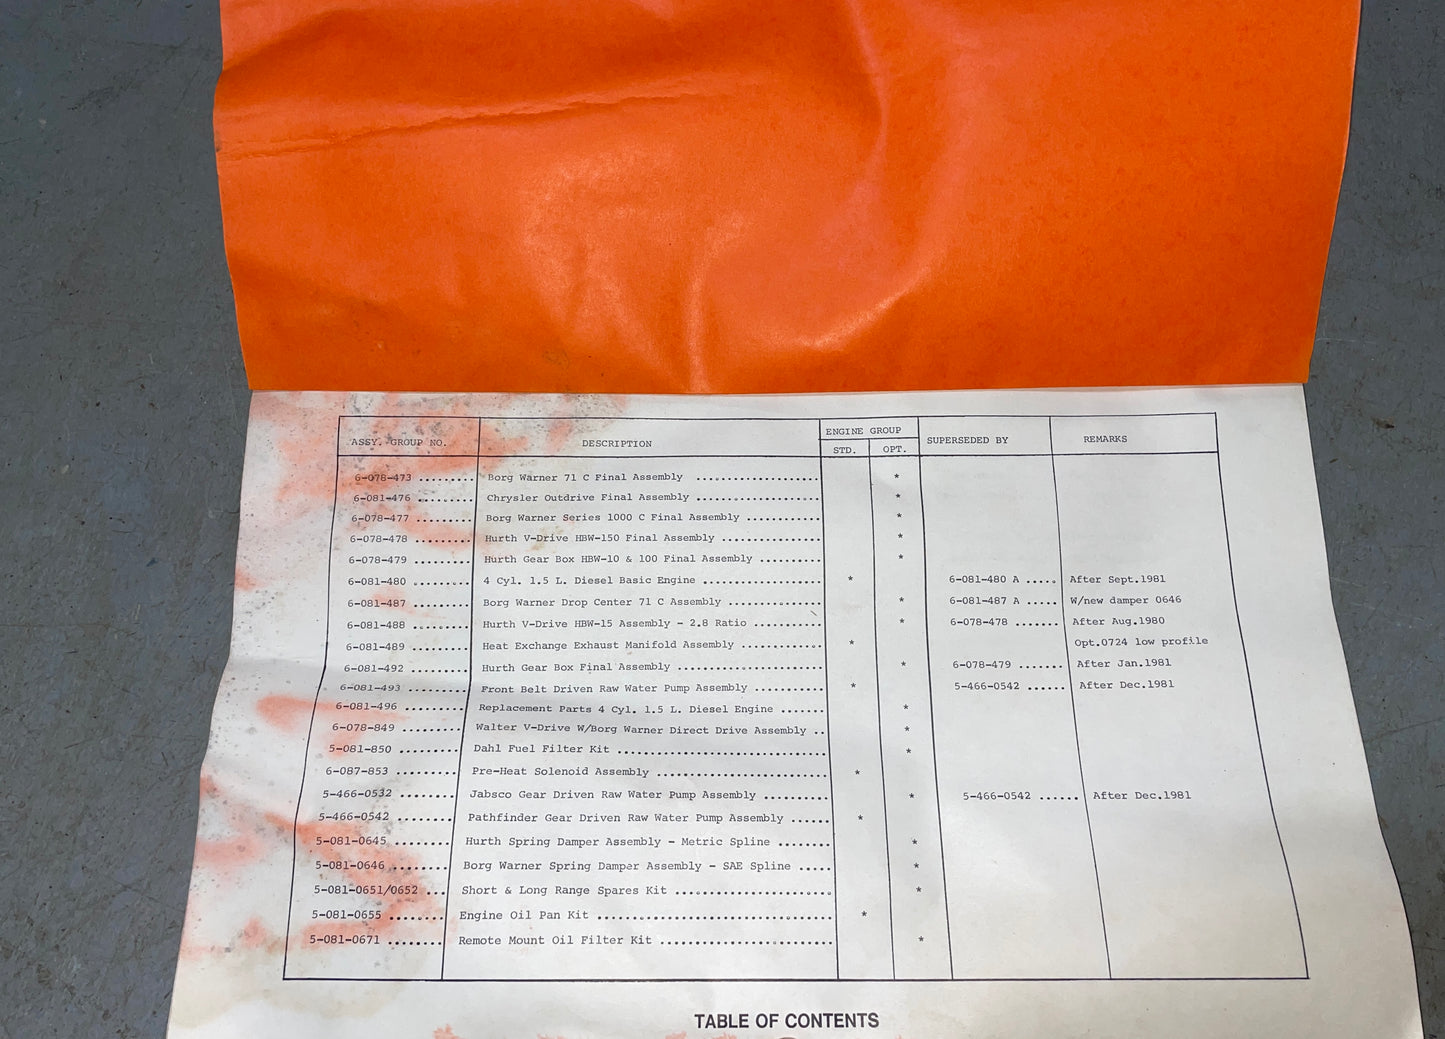 ASSY. GROUP NO. DESCRIPTION ENGINE GROUP SUPERSEDED BY REMARKS
STD. OPT.
6-078-473 ......... Borg Warner 71 C Final Assembly ................... *
6-081-476 ......... Chrysler Outdrive Final Assembly ................... *
6-078-477 ......... Borg Warner Series 1000 C Final Assembly ............ *
6-078-478 ......... Hurth V-Drive HBW-150 Final Assembly ............... *
6-078-479 ......... Hurth Gear Box HBW-10 & 100 Final Assembly .......... *
6-081-480 ......... 4 Cyl. 1.5 L. Diesel Basic Engine .................. * 6-081-480 A ..... After Sept.1981
6-081-487 ......... Borg Warner Drop Center 71 C Assembly .............. * 6-081-487 A ..... W/new damper 0646
6-081-488 ......... Hurth V-Drive HBW-15 Assembly - 2.8 Ratio ........... * 6-078-478 ....... After Aug.1980
Opt.0724 low profile
6-081-489 ......... Heat Exchange Exhaust Manifold Assembly ............ *
6-081-492 ......... Hurth Gear Box Final Assembly ...................... * 6-078-479 ....... After Jan.1981
6-081-493 ......... Front Belt Driven Raw Water Pump Assembly ........... * 5-466-0542 ...... After Dec.1981
6-081-496 ......... Replacement Parts 4 Cyl. 1.5 L. Diesel Engine ....... *
6-078-849 ......... Walter V-Drive W/Borg Warner Direct Drive Assembly .. *
5-081-850 ......... Dahl Fuel Filter Kit ................................ *
6-087-853 ......... Pre-Heat Solenoid Assembly .......................... *
5-466-0532 ........ Jabsco Gear Driven Raw Water Pump Assembly .......... * 5-466-0542 ...... After Dec.1981
5-466-0542 ........ Pathfinder Gear Driven Raw Water Pump Assembly ...... *
5-081-0645 ........ Hurth Spring Damper Assembly - Metric Spline ........ *
5-081-0646 ........ Borg Warner Spring Damper Assembly - SAE Spline ..... *
5-081-0651/0652 ... Short & Long Range Spares Kit ....................... *
5-081-0655 ........ Engine Oil Pan Kit .................................. *
5-081-0671 ........ Remote Mount Oil Filter Kit ......................... *
TABLE OF CONTENTS